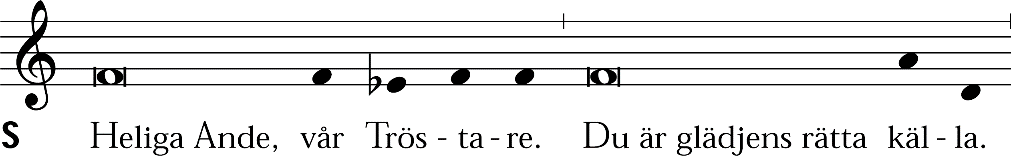 S Heliga Ande, vår Trös - ta - re. Du är glädjens rätta käl - la.